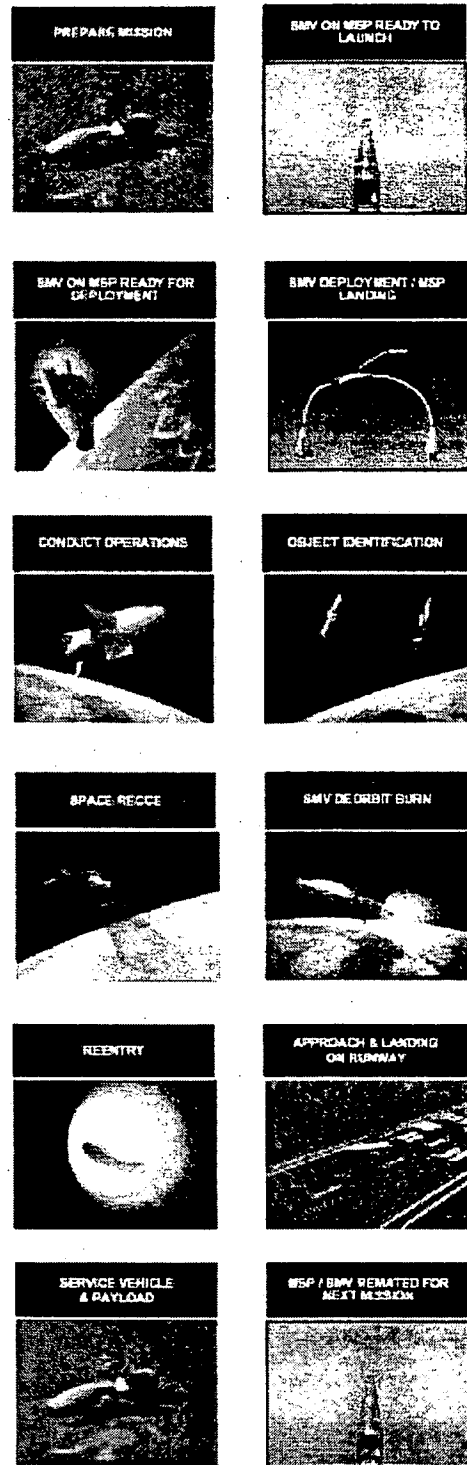 PREPARE MISSION
SMV ON MSP READY TO
LAUNCH
SMV ON MSP READY FOR
DEPLOYMENT
SMV DEPLOYMENT / MSP
LANDING
CONDUCT OPERATIONS
OBJECT IDENTIFICATION
SPACE RECCE
SMV DEORBIT BURN
REENTRY
APPROACH & LANDING
ON RUNWAY
SERVICE VEHICLE
& PAYLOAD
MSP / SMV REMATED FOR
NEXT MISSION